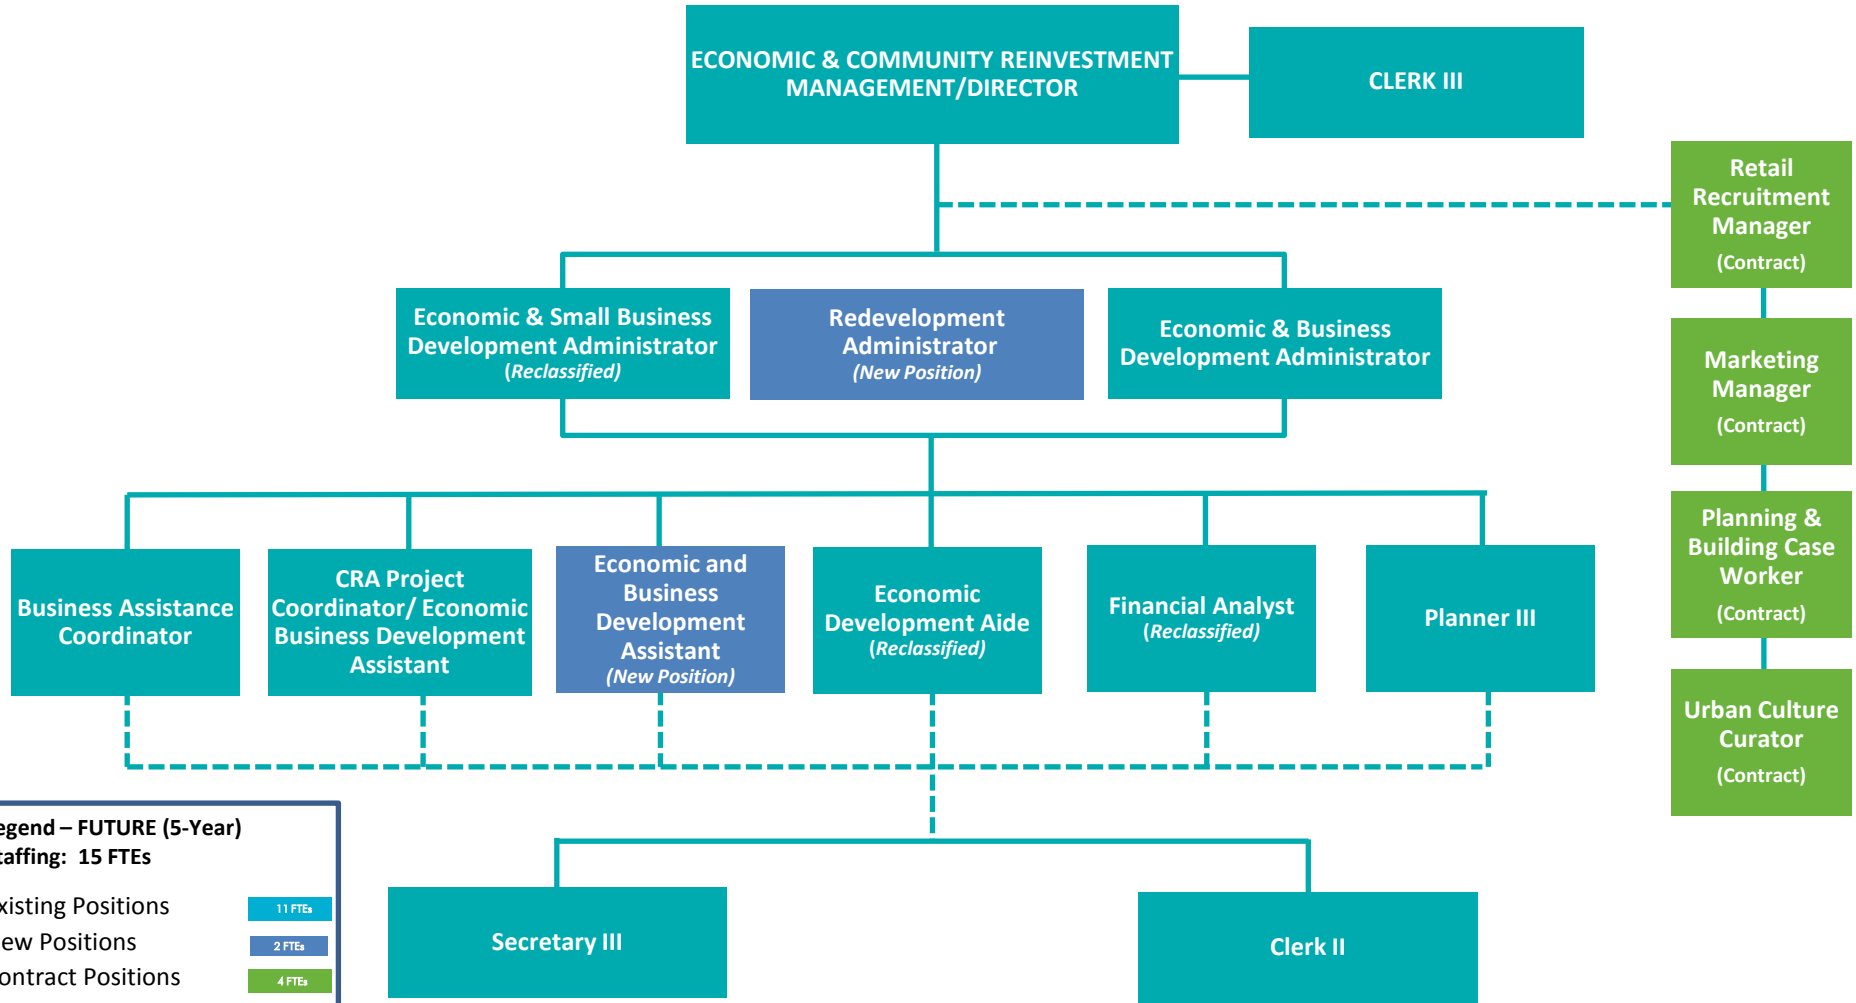 ECONOMIC & COMMUNITY REINVESTMENT
MANAGEMENT/DIRECTOR
CLERK III
Retail
Recruitment
Manager
(Contract)
Economic & Small Business
Development Administrator
(Reclassified)
Redevelopment
Administrator
(New Position)
Economic & Business
Development Administrator
Marketing
Manager
(Contract)
Planning &
Building Case
Worker
(Contract)
Business Assistance
Coordinator
CRA Project
Coordinator/ Economic
Business Development
Assistant
Economic and
Business
Development
Assistant
(New Position)
Economic
Development Aide
(Reclassified)
Financial Analyst
(Reclassified)
Planner III
Urban Culture
Curator
(Contract)
egend – FUTURE (5-Year)
taffing: 15 FTEs
xisting Positions
11 FTEs
ew Positions
2 FTEs
ontract Positions
4 FTEs
Secretary III
Clerk II